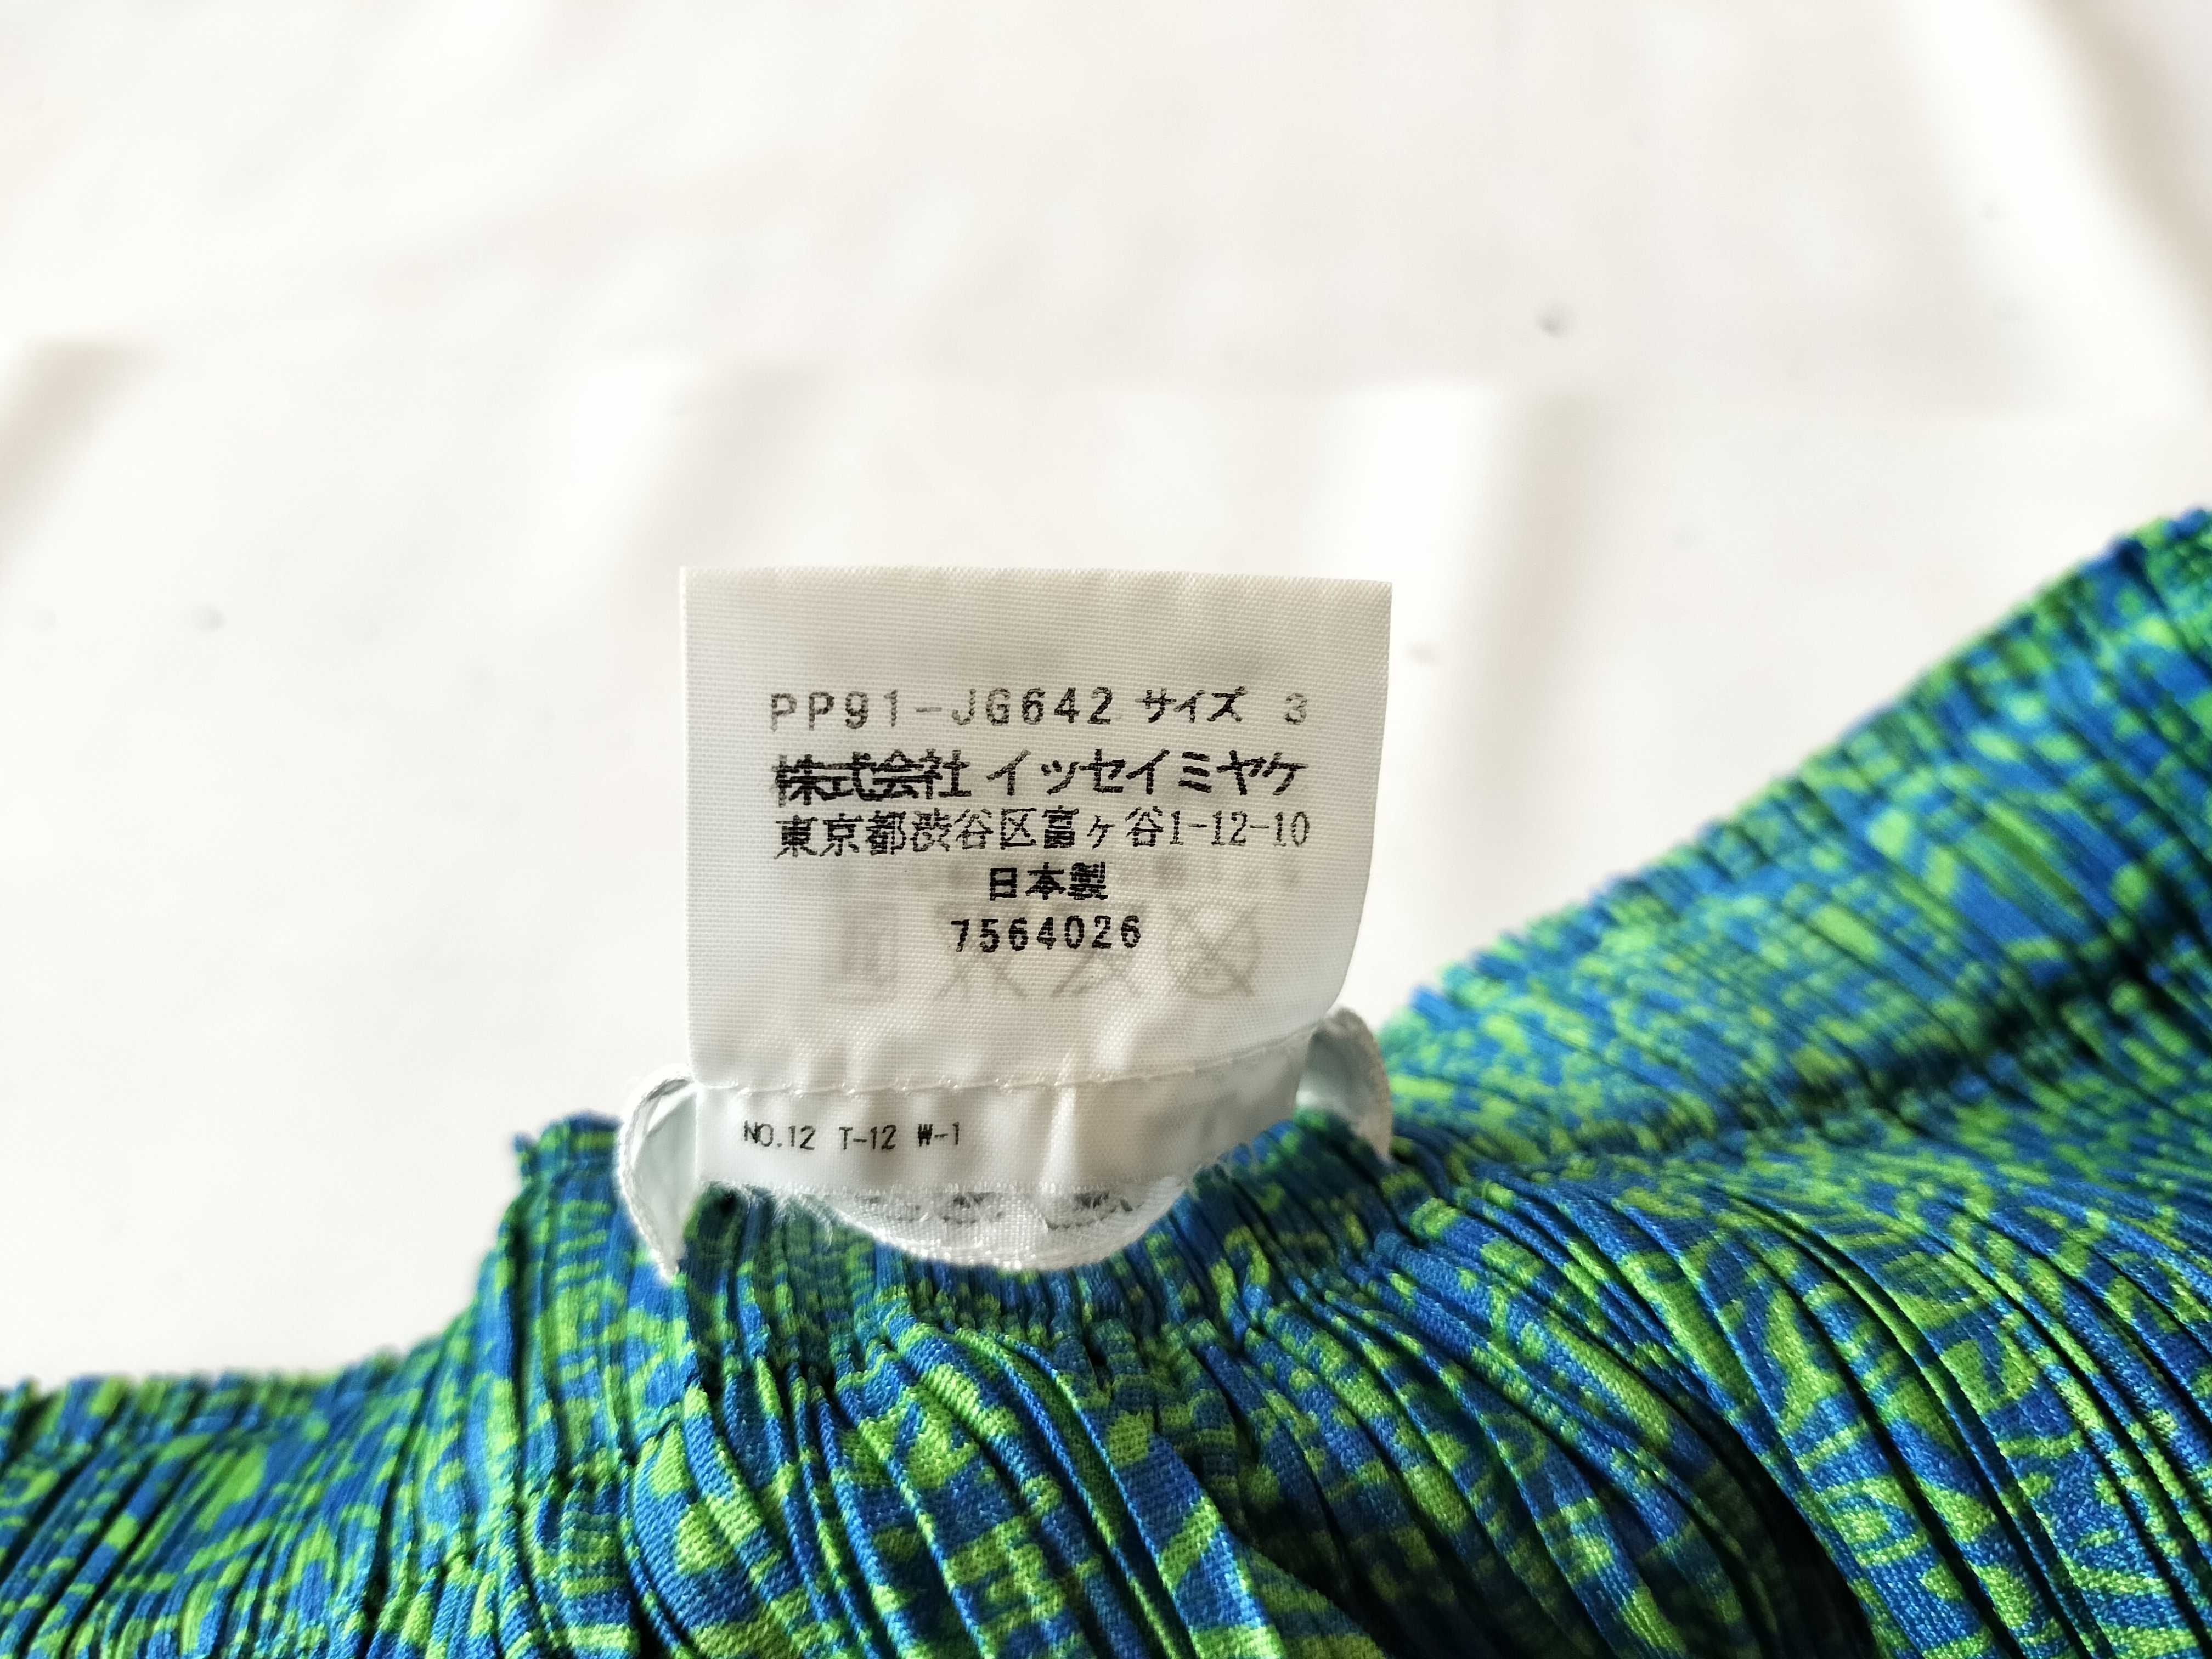 PP91-JG642 サイズ 3
株式会社 イッセイミヤケ
東京都渋谷区富ヶ谷1-12-10
日本製
7564026
NO.12 T-12 W-1